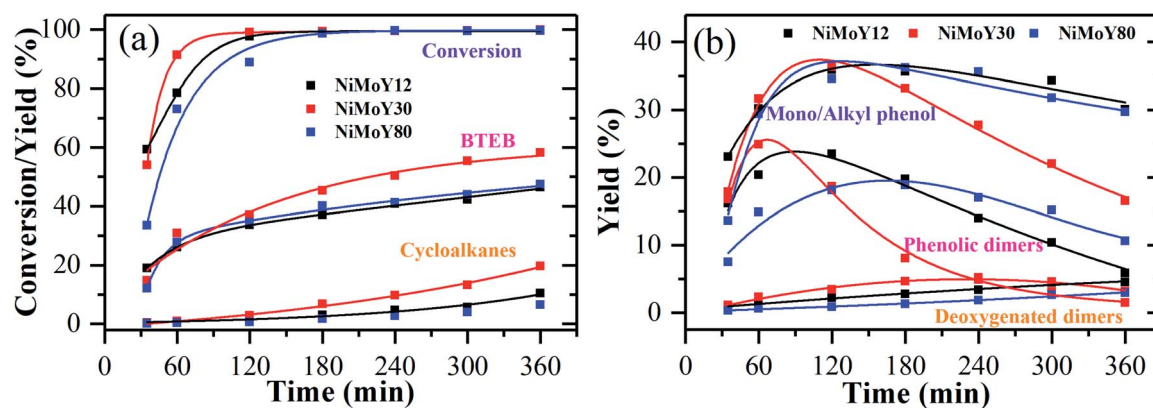 (a)
Conversion
NiMoY12
NiMoY30
NiMoY80
BTEB
Cycloalkanes
Conversion/Yield (%)
100
80
60
40
20
0
60 120 180 240 300 360
Time (min)
(b)
NiMoY12 NiMoY30 NiMoY80
Mono/Alkyl phenol
Phenolic dimers
Deoxygenated dimers
Yield (%)
40
30
20
10
0
60 120 180 240 300 360
Time (min)